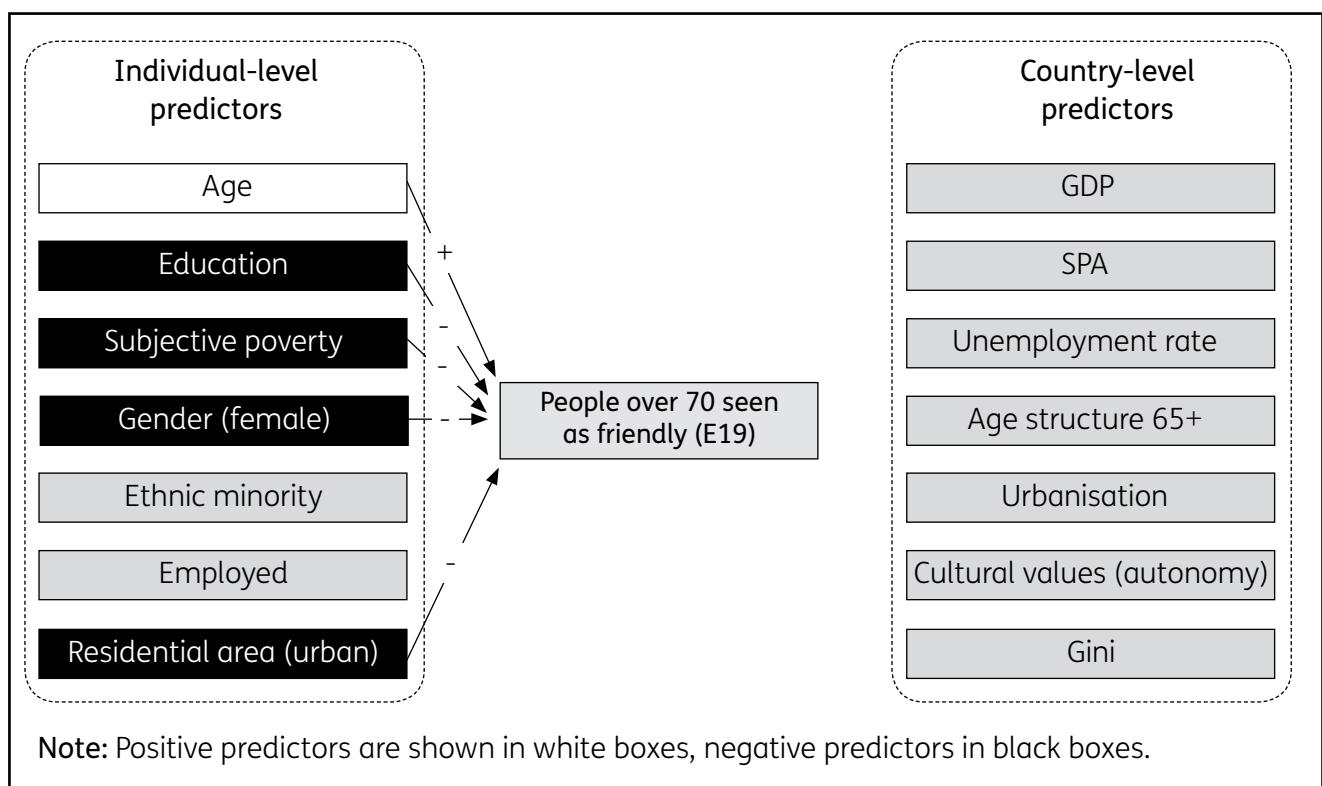 Individual-level
predictors
Age
Education
Subjective poverty
Gender (female)
Ethnic minority
Employed
Residential area (urban)
+
-
-
-
-
People over 70 seen
as friendly (E19)
Country-level
predictors
GDP
SPA
Unemployment rate
Age structure 65+
Urbanisation
Cultural values (autonomy)
Gini
Note: Positive predictors are shown in white boxes, negative predictors in black boxes.